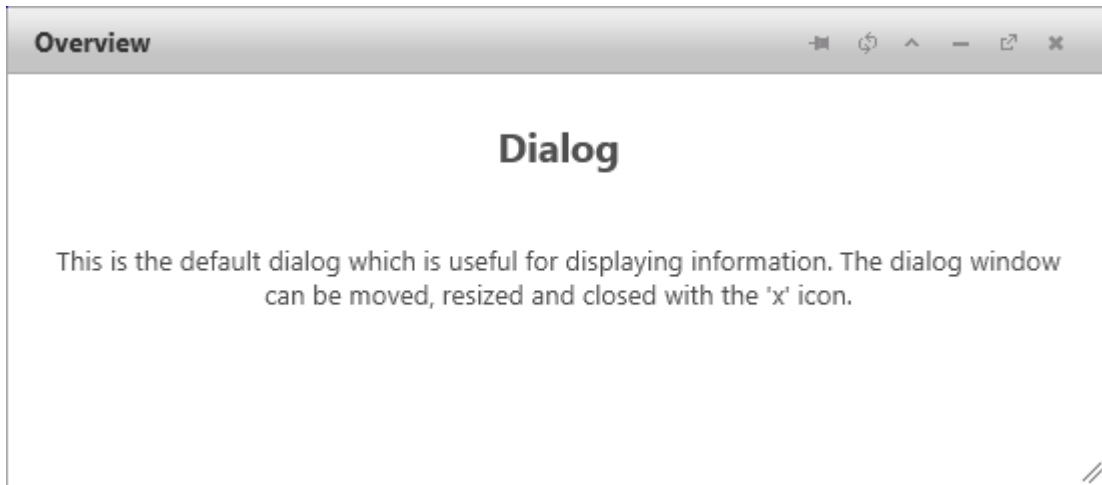 Overview
Dialog
This is the default dialog which is useful for displaying information. The dialog window
can be moved, resized and closed with the 'x' icon.